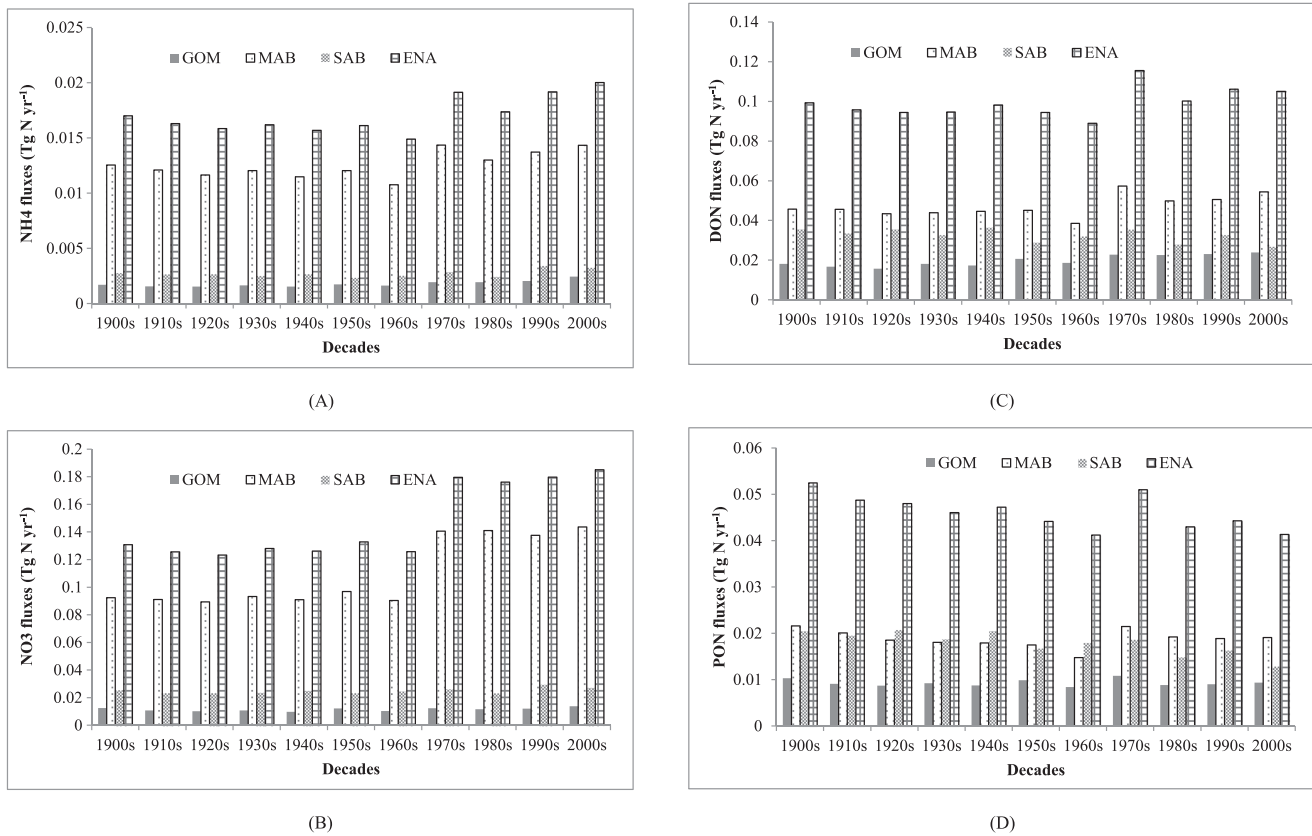 0.025
0.02
0.015
0.01
0.005
0
NH4 fluxes (Tg N yr⁻¹)
GOM MAB SAB ENA
1900s 1910s 1920s 1930s 1940s 1950s 1960s 1970s 1980s 1990s 2000s
Decades
(A)
0.2
0.18
0.16
0.14
0.12
0.1
0.08
0.06
0.04
0.02
0
NO3 fluxes (Tg N yr⁻¹)
GOM MAB SAB ENA
1900s 1910s 1920s 1930s 1940s 1950s 1960s 1970s 1980s 1990s 2000s
Decades
(B)
0.14
0.12
0.1
0.08
0.06
0.04
0.02
0
DON fluxes (Tg N yr⁻¹)
GOM MAB SAB ENA
1900s 1910s 1920s 1930s 1940s 1950s 1960s 1970s 1980s 1990s 2000s
Decades
(C)
0.06
0.05
0.04
0.03
0.02
0.01
0
PON fluxes (Tg N yr⁻¹)
GOM MAB SAB ENA
1900s 1910s 1920s 1930s 1940s 1950s 1960s 1970s 1980s 1990s 2000s
Decades
(D)